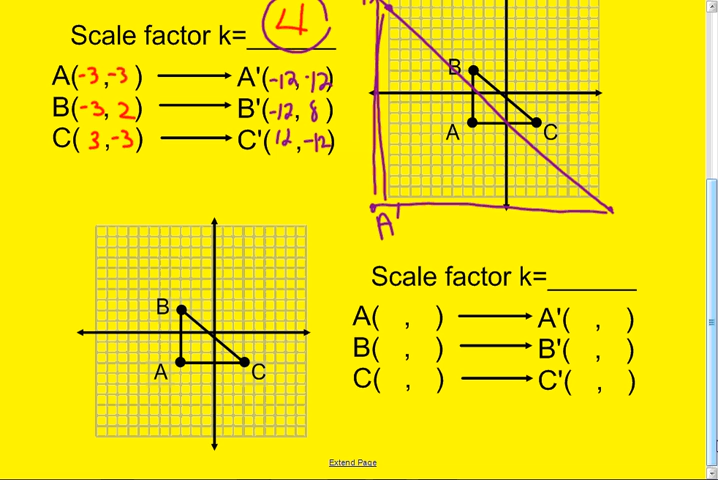 Scale factor k= 4
A(-3,-3) A'(-12,-12)
B(-3, 2) B'(-12, 8)
C( 3,-3) C'(12,-12)
B
A
C
A'
B
A
C
Scale factor k=______
A( , ) A'( , )
B( , ) B'( , )
C( , ) C'( , )
Extend Page